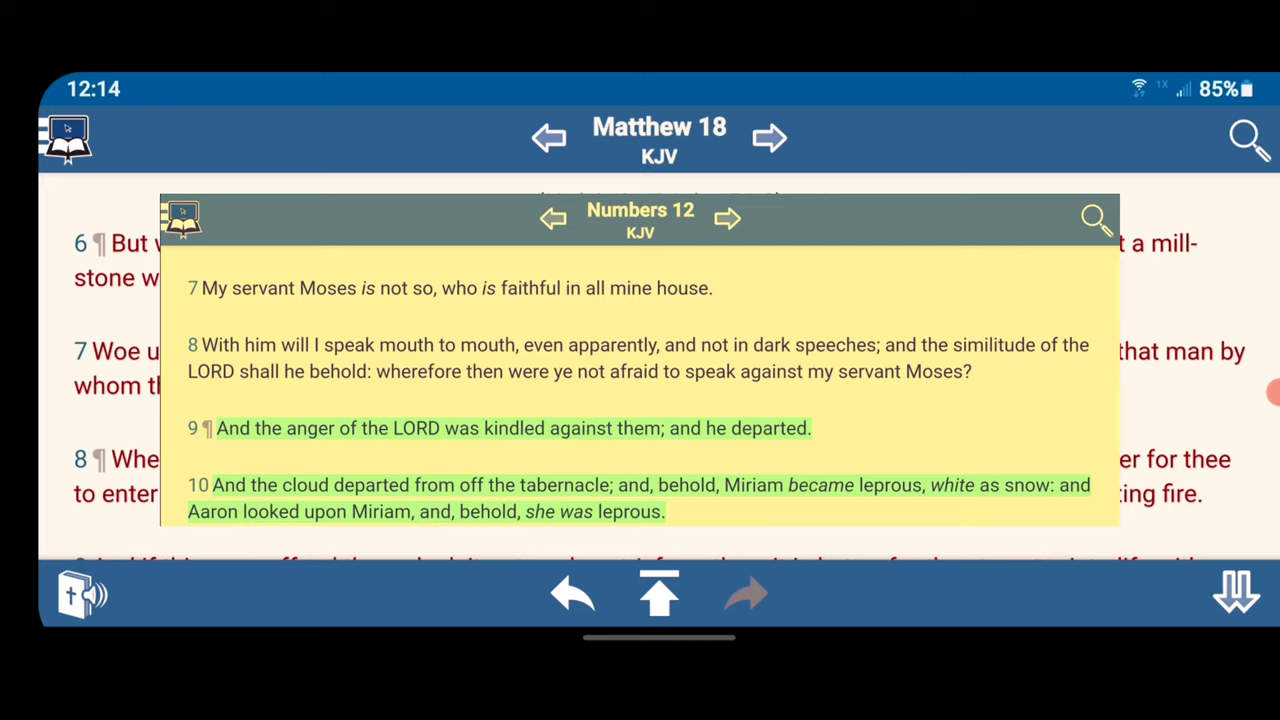 12:14
1X
85%
Matthew 18
KJV
6 ¶ But
t a mill-
stone w
7 Woe u
that man by
whom th
8 ¶ Whe
er for thee
to enter
ting fire.
Numbers 12
KJV
7 My servant Moses is not so, who is faithful in all mine house.
8 With him will I speak mouth to mouth, even apparently, and not in dark speeches; and the similitude of the
LORD shall he behold: wherefore then were ye not afraid to speak against my servant Moses?
9 ¶ And the anger of the LORD was kindled against them; and he departed.
10 And the cloud departed from off the tabernacle; and, behold, Miriam became leprous, white as snow: and
Aaron looked upon Miriam, and, behold, she was leprous.